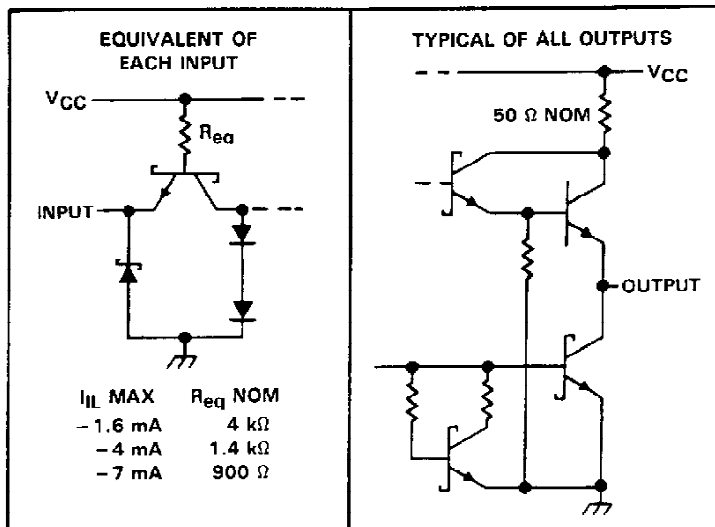 EQUIVALENT OF
EACH INPUT
VCC
Req
INPUT
IIL MAX Req NOM
−1.6 mA 4 kΩ
−4 mA 1.4 kΩ
−7 mA 900 Ω
TYPICAL OF ALL OUTPUTS
VCC
50 Ω NOM
OUTPUT